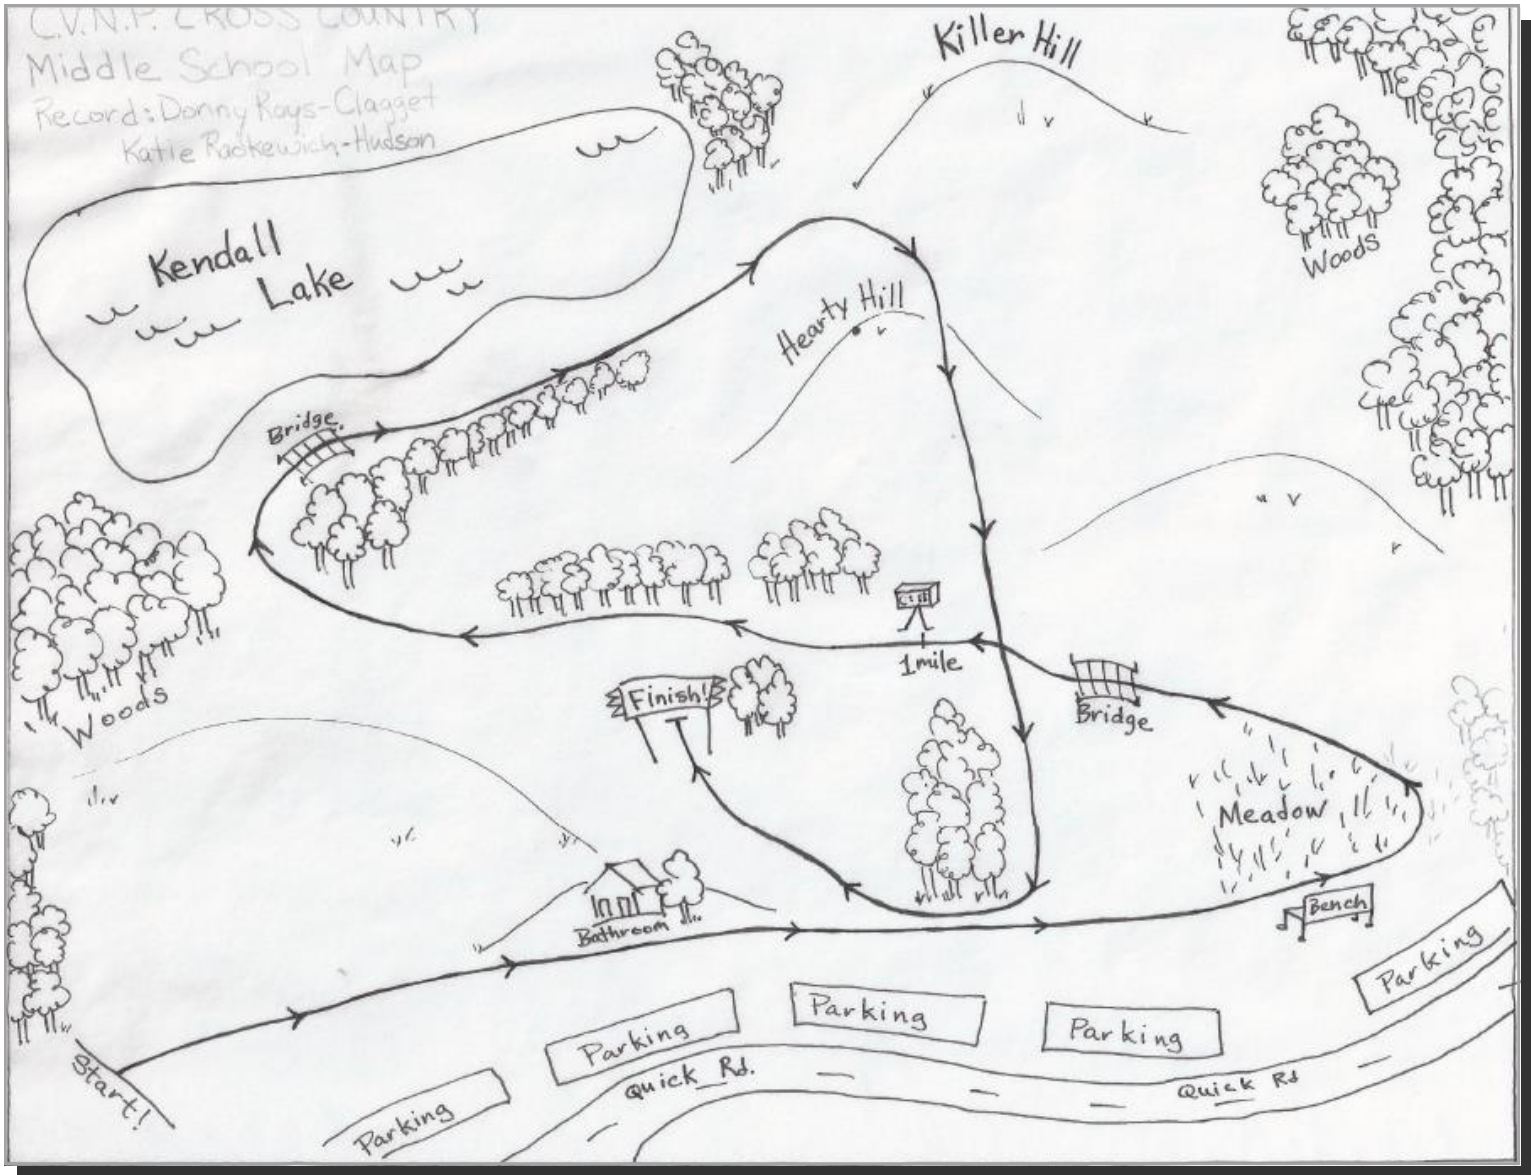 C.V.N.P. CROSS COUNTRY
Middle School Map
Record: Donny Roys-Clagget
Katie Radkewich-Hudson
Killer Hill
Kendall
Lake
Woods
Hearty Hill
Bridge
1 mile
Finish!
Bridge
Woods
Meadow
Bathroom
Bench
Parking
Parking
Parking
Parking
Start!
Quick Rd.
Quick Rd
Parking